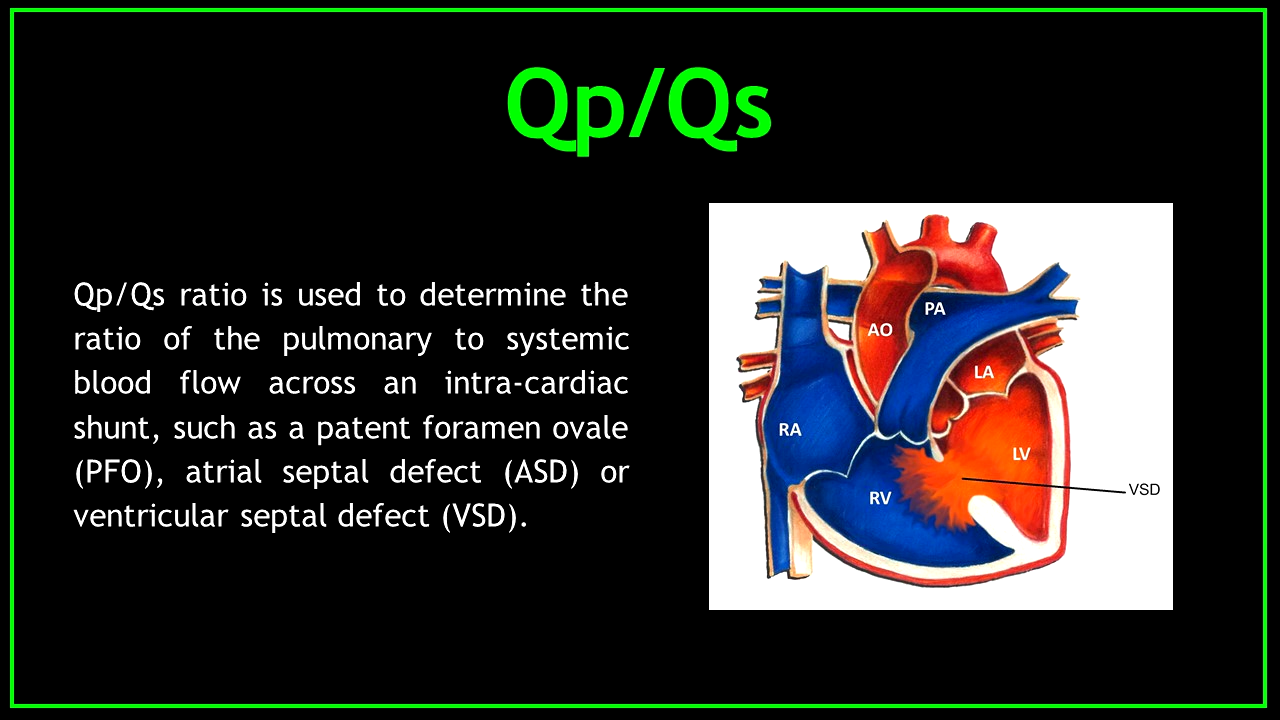 Qp/Qs
Qp/Qs ratio is used to determine the
ratio of the pulmonary to systemic
blood flow across an intra-cardiac
shunt, such as a patent foramen ovale
(PFO), atrial septal defect (ASD) or
ventricular septal defect (VSD).
PA
AO
LA
RA
LV
RV
VSD